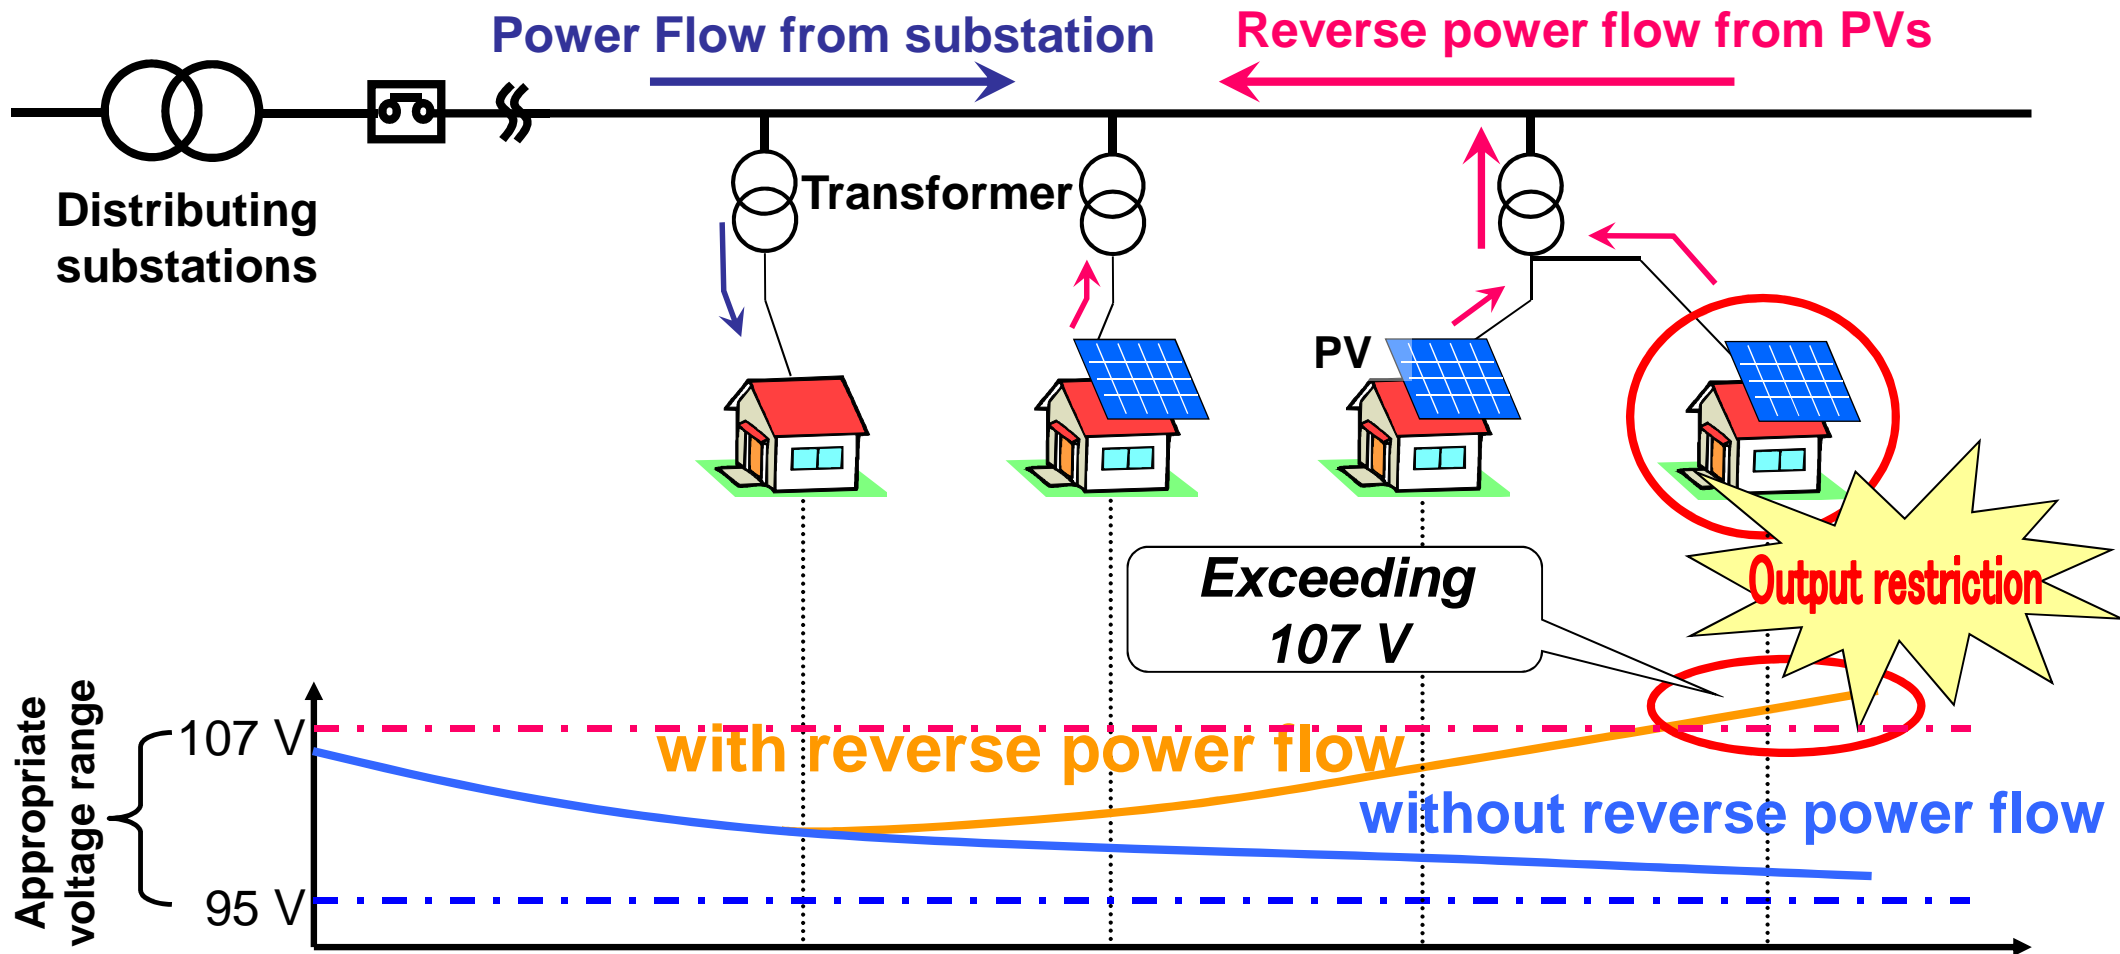 Power Flow from substation
Reverse power flow from PVs
Distributing
substations
Transformer
PV
Exceeding
107 V
Output restriction
Appropriate
voltage range
107 V
95 V
with reverse power flow
without reverse power flow